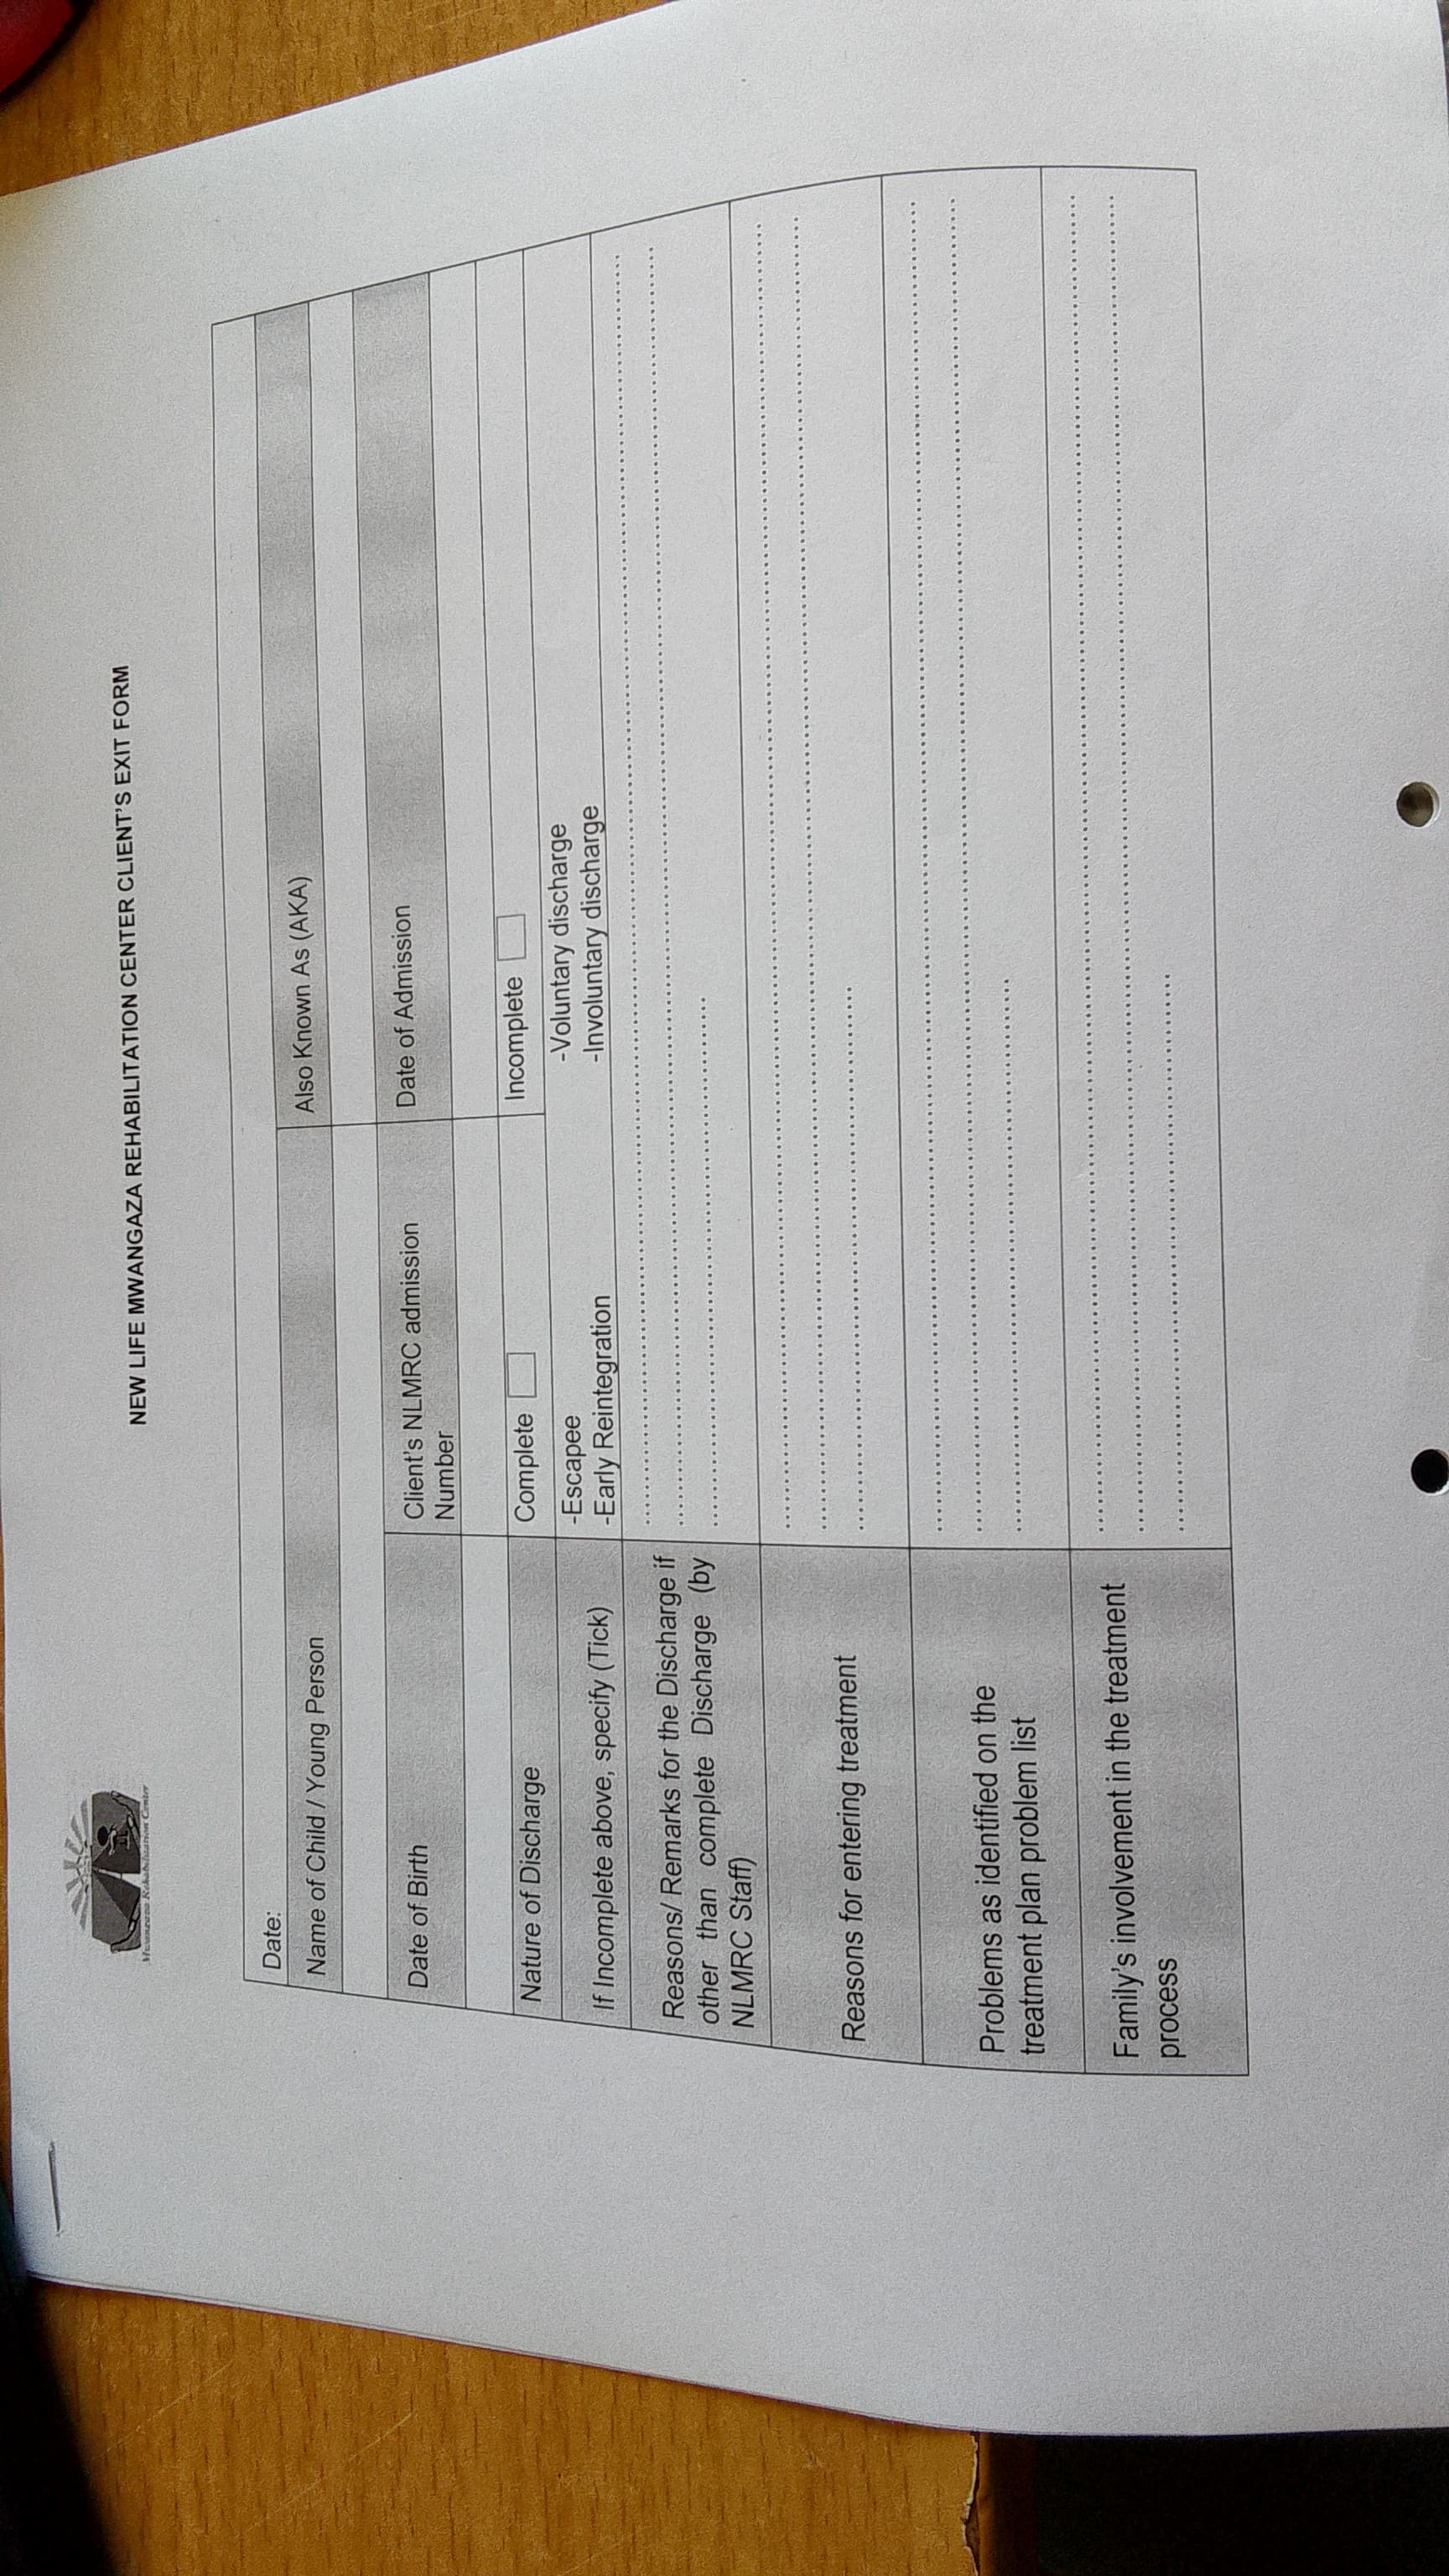 Mwangaza Rehabilitation Center
NEW LIFE MWANGAZA REHABILITATION CENTER CLIENT'S EXIT FORM
Date:
Name of Child / Young Person
Also Known As (AKA)
Date of Birth
Client's NLMRC admission
Number
Date of Admission
Nature of Discharge
Complete
Incomplete
If Incomplete above, specify (Tick)
-Escapee
-Early Reintegration
-Voluntary discharge
-Involuntary discharge
Reasons/ Remarks for the Discharge if
other than complete Discharge (by
NLMRC Staff)
Reasons for entering treatment
Problems as identified on the
treatment plan problem list
Family's involvement in the treatment
process